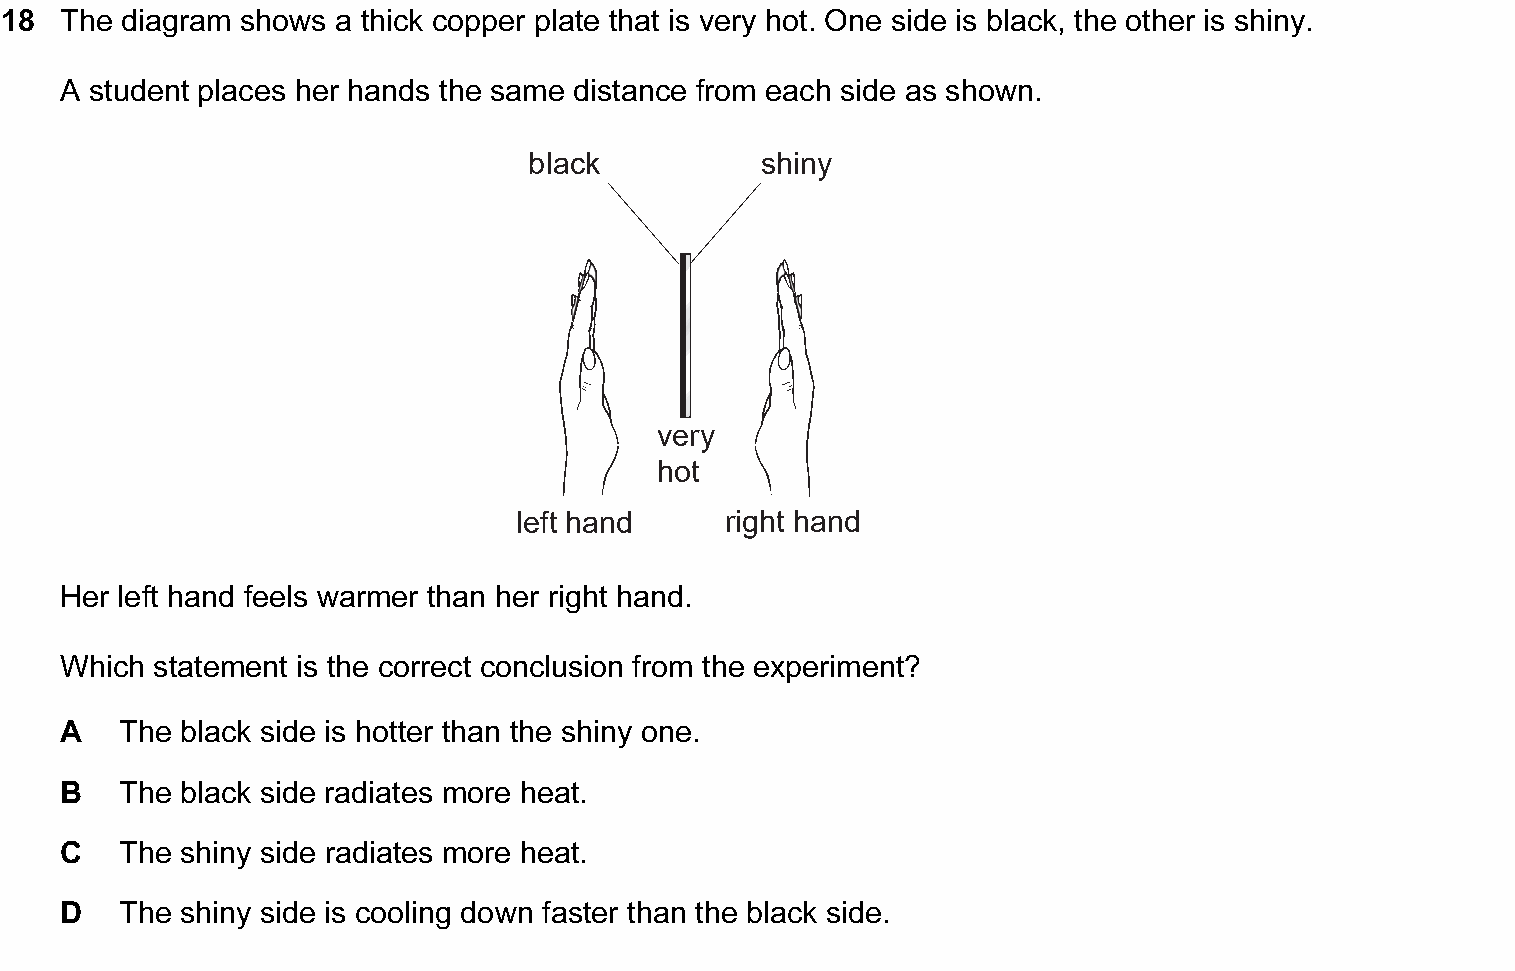 18 The diagram shows a thick copper plate that is very hot. One side is black, the other is shiny.
A student places her hands the same distance from each side as shown.
black shiny
very
hot
left hand right hand
Her left hand feels warmer than her right hand.
Which statement is the correct conclusion from the experiment?
A The black side is hotter than the shiny one.
B The black side radiates more heat.
C The shiny side radiates more heat.
D The shiny side is cooling down faster than the black side.